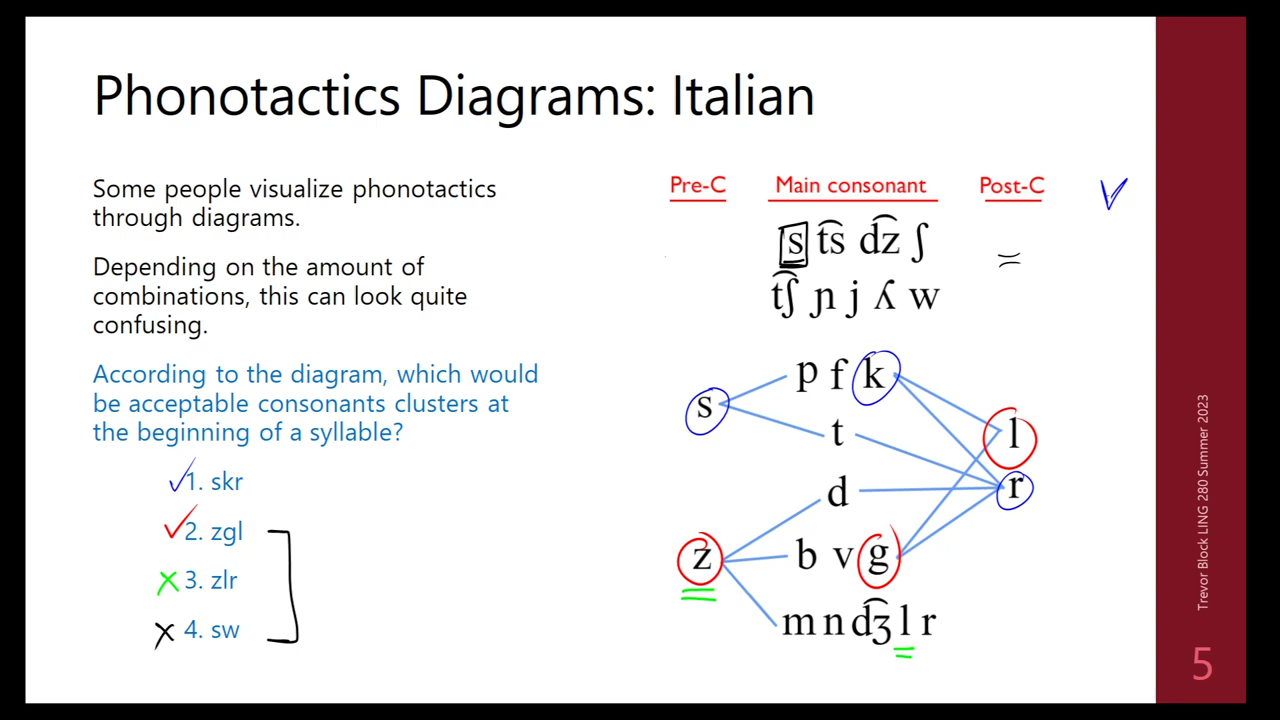 Phonotactics Diagrams: Italian
Some people visualize phonotactics
through diagrams.
Depending on the amount of
combinations, this can look quite
confusing.
According to the diagram, which would
be acceptable consonants clusters at
the beginning of a syllable?
1. skr
2. zgl
3. zlr
4. sw
Pre-C Main consonant Post-C
s t͡s d͡z ʃ
t͡ʃ ɲ j ʎ w
p f k
s
t
l
d
r
z
b v g
m n d͡ʒ l r
Trevor Block LING 280 Summer 2023
5